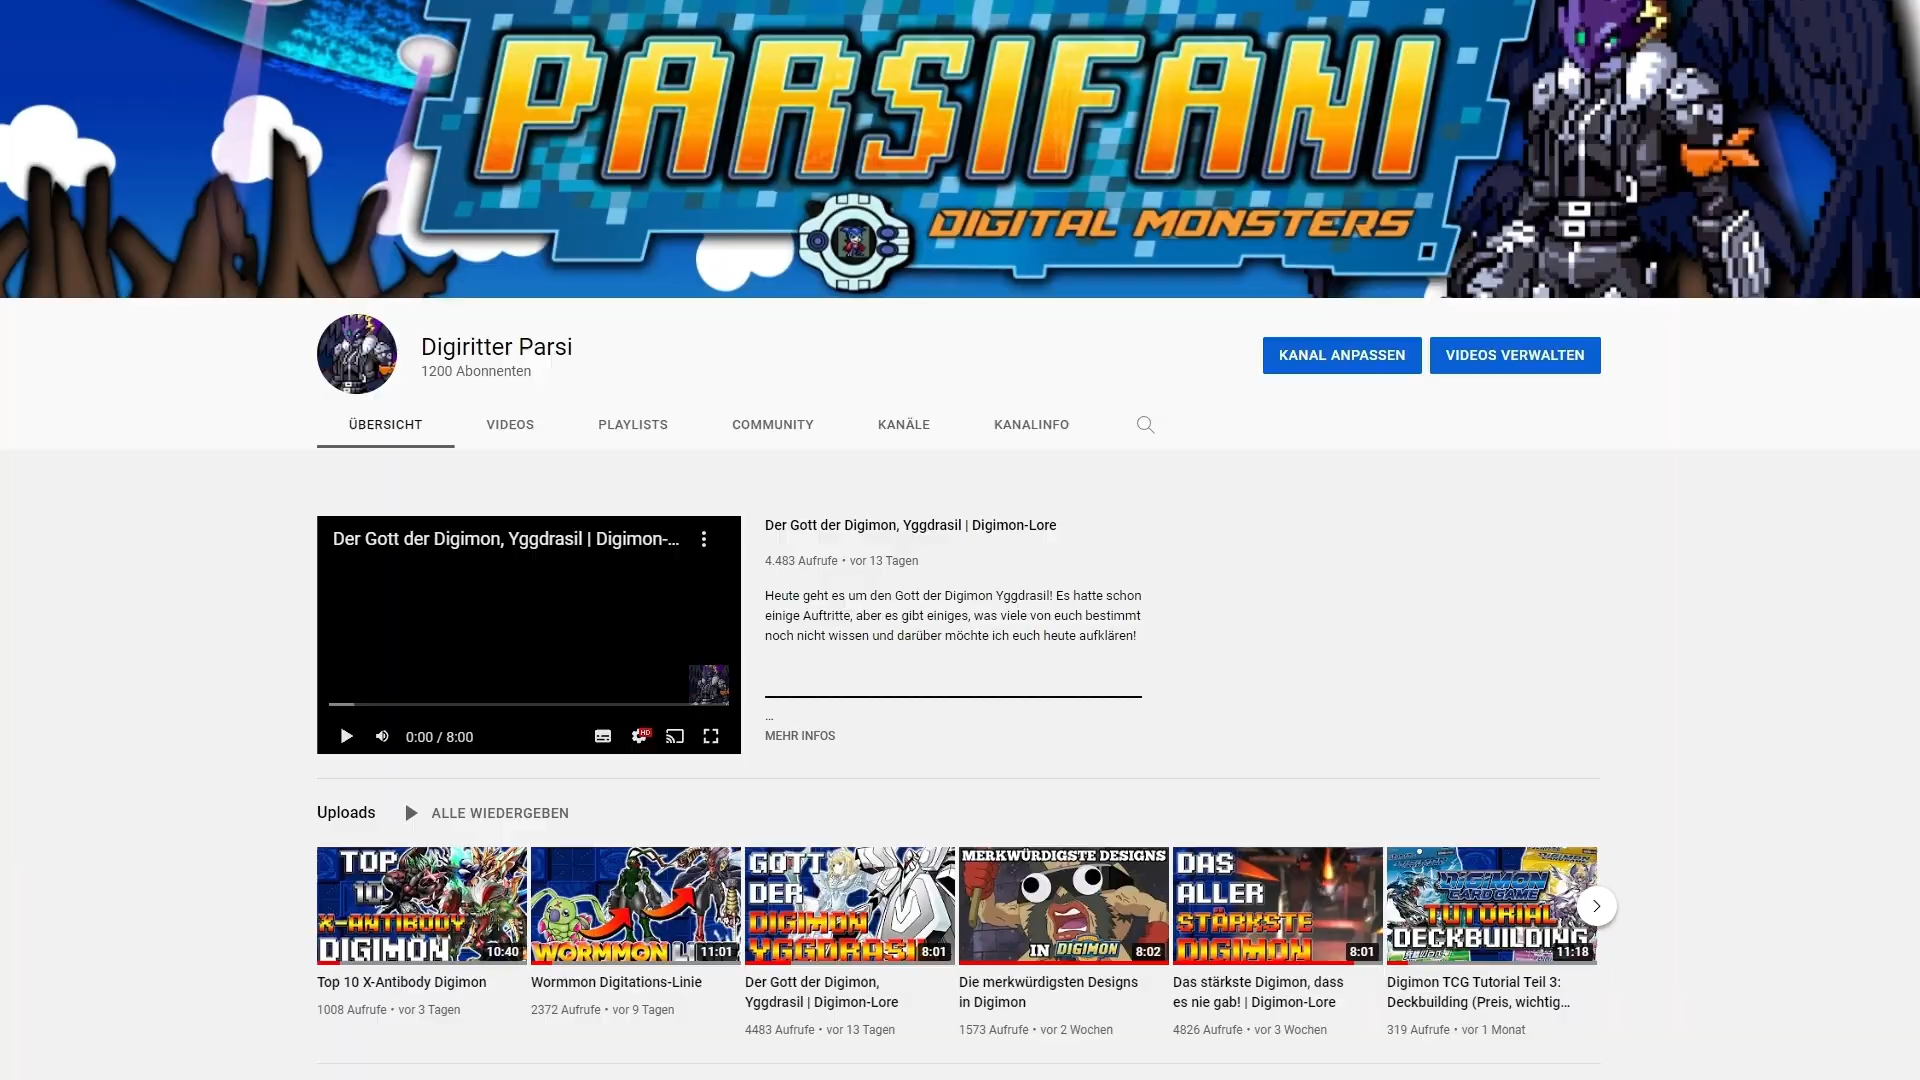 PARSIFANI
DIGITAL MONSTERS
Digiritter Parsi
1200 Abonnenten
KANAL ANPASSEN
VIDEOS VERWALTEN
ÜBERSICHT
VIDEOS
PLAYLISTS
COMMUNITY
KANÄLE
KANALINFO
Der Gott der Digimon, Yggdrasil | Digimon-...
0:00 / 8:00
HD
Der Gott der Digimon, Yggdrasil | Digimon-Lore
4.483 Aufrufe • vor 13 Tagen
Heute geht es um den Gott der Digimon Yggdrasil! Es hatte schon
einige Auftritte, aber es gibt einiges, was viele von euch bestimmt
noch nicht wissen und darüber möchte ich euch heute aufklären!
...
MEHR INFOS
Uploads
ALLE WIEDERGEBEN
TOP
10
X-ANTIBODY
DIGIMON
10:40
Top 10 X-Antibody Digimon
1008 Aufrufe • vor 3 Tagen
WORMMON
11:01
Wormmon Digitations-Linie
2372 Aufrufe • vor 9 Tagen
GOTT
DER
DIGIMON
YGGDRASI
8:01
Der Gott der Digimon,
Yggdrasil | Digimon-Lore
4483 Aufrufe • vor 13 Tagen
MERKWÜRDIGSTE DESIGNS
IN DIGIMON
8:02
Die merkwürdigsten Designs
in Digimon
1573 Aufrufe • vor 2 Wochen
DAS
ALLER
STÄRKSTE
DIGIMON
8:01
Das stärkste Digimon, dass
es nie gab! | Digimon-Lore
4826 Aufrufe • vor 3 Wochen
DIGIMON
CARD GAME
TUTORIAL
DECKBUILDING
11:18
Digimon TCG Tutorial Teil 3:
Deckbuilding (Preis, wichtig...
319 Aufrufe • vor 1 Monat